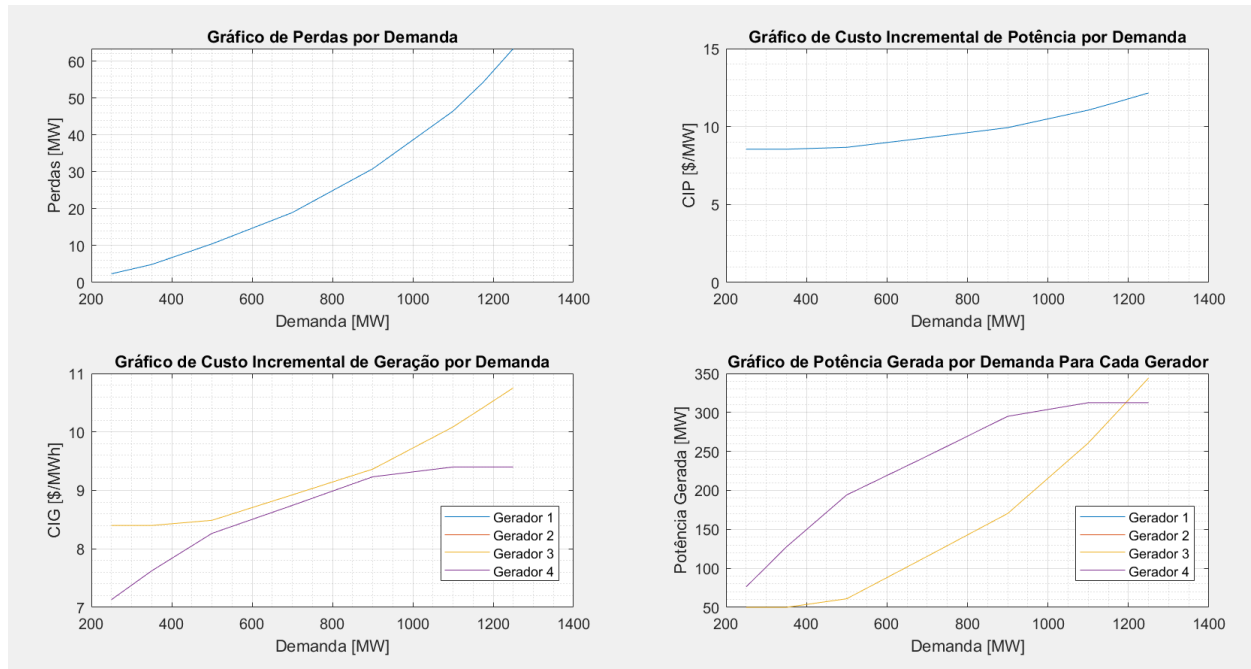 Gráfico de Perdas por Demanda
Perdas [MW]
60
50
40
30
20
10
0
200 400 600 800 1000 1200 1400
Demanda [MW]
Gráfico de Custo Incremental de Potência por Demanda
CIP [$/MW]
15
10
5
0
200 400 600 800 1000 1200 1400
Demanda [MW]
Gráfico de Custo Incremental de Geração por Demanda
CIG [$/MWh]
11
10
9
8
7
Gerador 1
Gerador 2
Gerador 3
Gerador 4
200 400 600 800 1000 1200 1400
Demanda [MW]
Gráfico de Potência Gerada por Demanda Para Cada Gerador
Potência Gerada [MW]
350
300
250
200
150
100
50
Gerador 1
Gerador 2
Gerador 3
Gerador 4
200 400 600 800 1000 1200 1400
Demanda [MW]